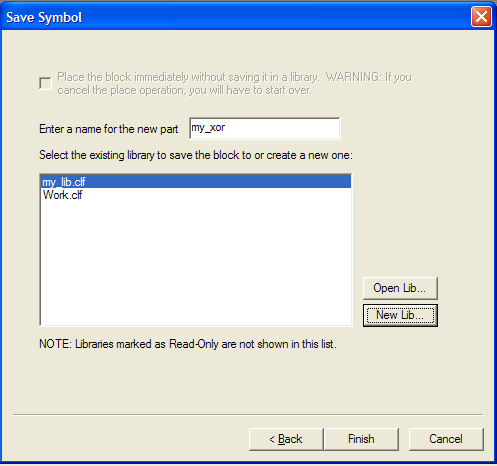 Save Symbol
Place the block immediately without saving it in a library.  WARNING: If you
cancel the place operation, you will have to start over.
Enter a name for the new part
my_xor
Select the existing library to save the block to or create a new one:
my_lib.clf
Work.clf
Open Lib...
New Lib...
NOTE: Libraries marked as Read-Only are not shown in this list.
< Back
Finish
Cancel